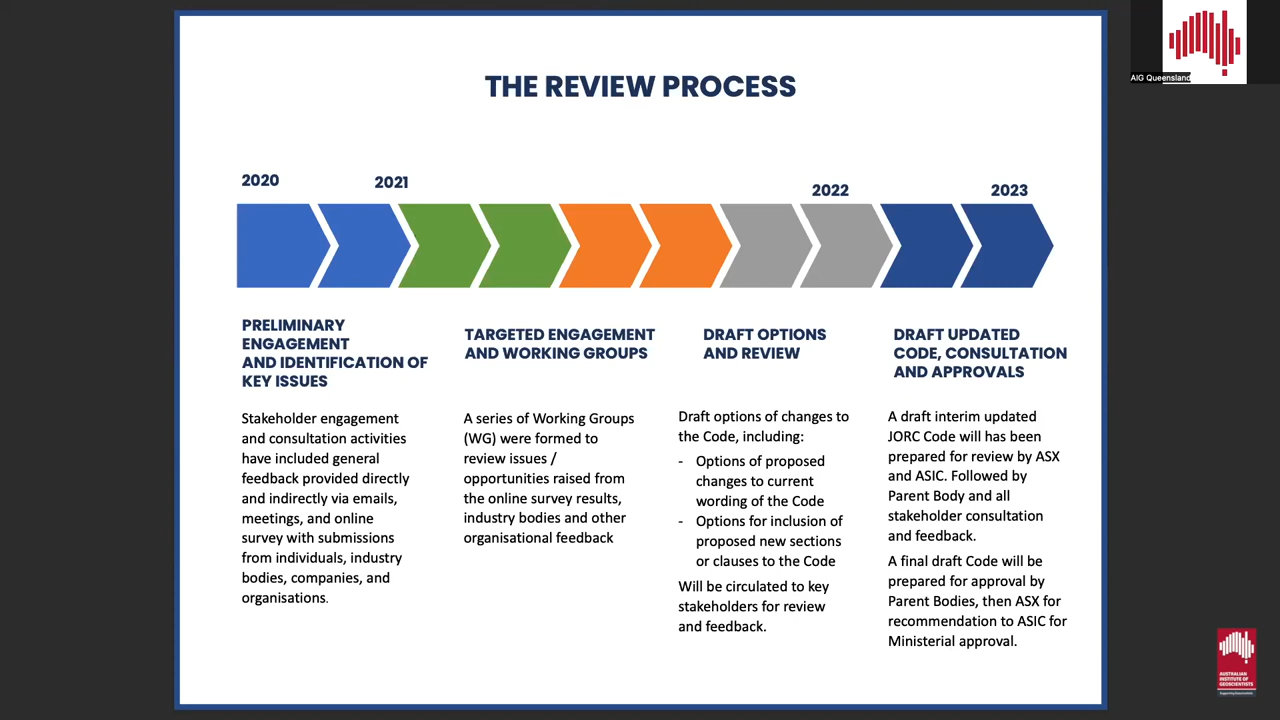 THE REVIEW PROCESS
AIG Queensland
2020
2021
2022
2023
PRELIMINARY
ENGAGEMENT
AND IDENTIFICATION OF
KEY ISSUES
Stakeholder engagement
and consultation activities
have included general
feedback provided directly
and indirectly via emails,
meetings, and online
survey with submissions
from individuals, industry
bodies, companies, and
organisations.
TARGETED ENGAGEMENT
AND WORKING GROUPS
A series of Working Groups
(WG) were formed to
review issues /
opportunities raised from
the online survey results,
industry bodies and other
organisational feedback
DRAFT OPTIONS
AND REVIEW
Draft options of changes to
the Code, including:
- Options of proposed
changes to current
wording of the Code
- Options for inclusion of
proposed new sections
or clauses to the Code
Will be circulated to key
stakeholders for review
and feedback.
DRAFT UPDATED
CODE, CONSULTATION
AND APPROVALS
A draft interim updated
JORC Code will has been
prepared for review by ASX
and ASIC. Followed by
Parent Body and all
stakeholder consultation
and feedback.
A final draft Code will be
prepared for approval by
Parent Bodies, then ASX for
recommendation to ASIC for
Ministerial approval.
AUSTRALIAN
INSTITUTE OF
GEOSCIENTISTS
Supporting Geoscientists